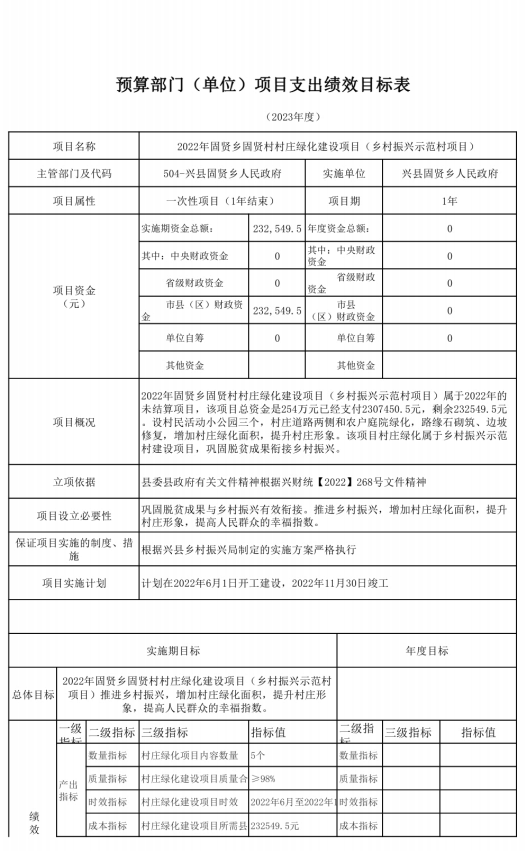 预算部门（单位）项目支出绩效目标表
（2023年度）
项目名称 2022年固贤乡固贤村村庄绿化建设项目（乡村振兴示范村项目）
主管部门及代码 504-兴县固贤乡人民政府 实施单位 兴县固贤乡人民政府
项目属性 一次性项目（1年结束） 项目期 1年
项目资金
（元）
实施期资金总额： 232,549.5 年度资金总额： 0
其中：中央财政资金 0 其中：中央财政
资金 0
省级财政资金 0 省级财政
资金 0
市县（区）财政资
金 232,549.5 市县
（区）财政资金 0
单位自筹 0 单位自筹 0
其他资金 其他资金
项目概况
2022年固贤乡固贤村村庄绿化建设项目（乡村振兴示范村项目）属于2022年的
未结算项目，该项目总资金是254万元已经支付2307450.5元，剩余232549.5元
。设村民活动小公园三个，村庄道路两侧和农户庭院绿化，路缘石砌筑、边坡
修复，增加村庄绿化面积，提升村庄形象。该项目村庄绿化属于乡村振兴示范
村建设项目，巩固脱贫成果衔接乡村振兴。
立项依据 县委县政府有关文件精神根据兴财统【2022】268号文件精神
项目设立必要性
巩固脱贫成果与乡村振兴有效衔接。推进乡村振兴，增加村庄绿化面积，提升
村庄形象，提高人民群众的幸福指数。
保证项目实施的制度、措
施
根据兴县乡村振兴局制定的实施方案严格执行
项目实施计划 计划在2022年6月1日开工建设，2022年11月30日竣工
实施期目标 年度目标
总体目标
2022年固贤乡固贤村村庄绿化建设项目（乡村振兴示范村
项目）推进乡村振兴，增加村庄绿化面积，提升村庄形
象，提高人民群众的幸福指数。
绩
效
一级
指标 二级指标 三级指标 指标值 二级指
标 三级指标 指标值
产出
指标
数量指标 村庄绿化项目内容数量 5个 数量指标
质量指标 村庄绿化建设项目质量合 ≥98% 质量指标
时效指标 村庄绿化建设项目时效 2022年6月至2022年1 时效指标
成本指标 村庄绿化建设项目所需县 232549.5元 成本指标